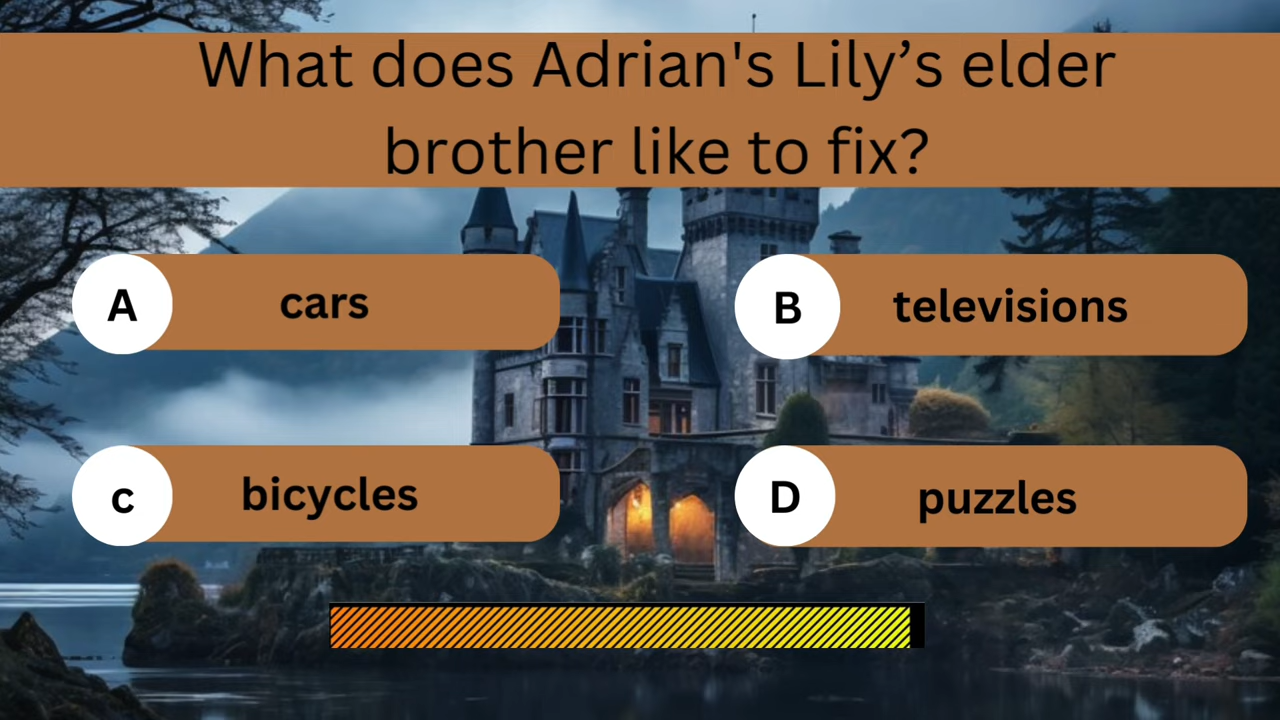 What does Adrian's Lily’s elder
brother like to fix?
A cars
B televisions
c bicycles
D puzzles